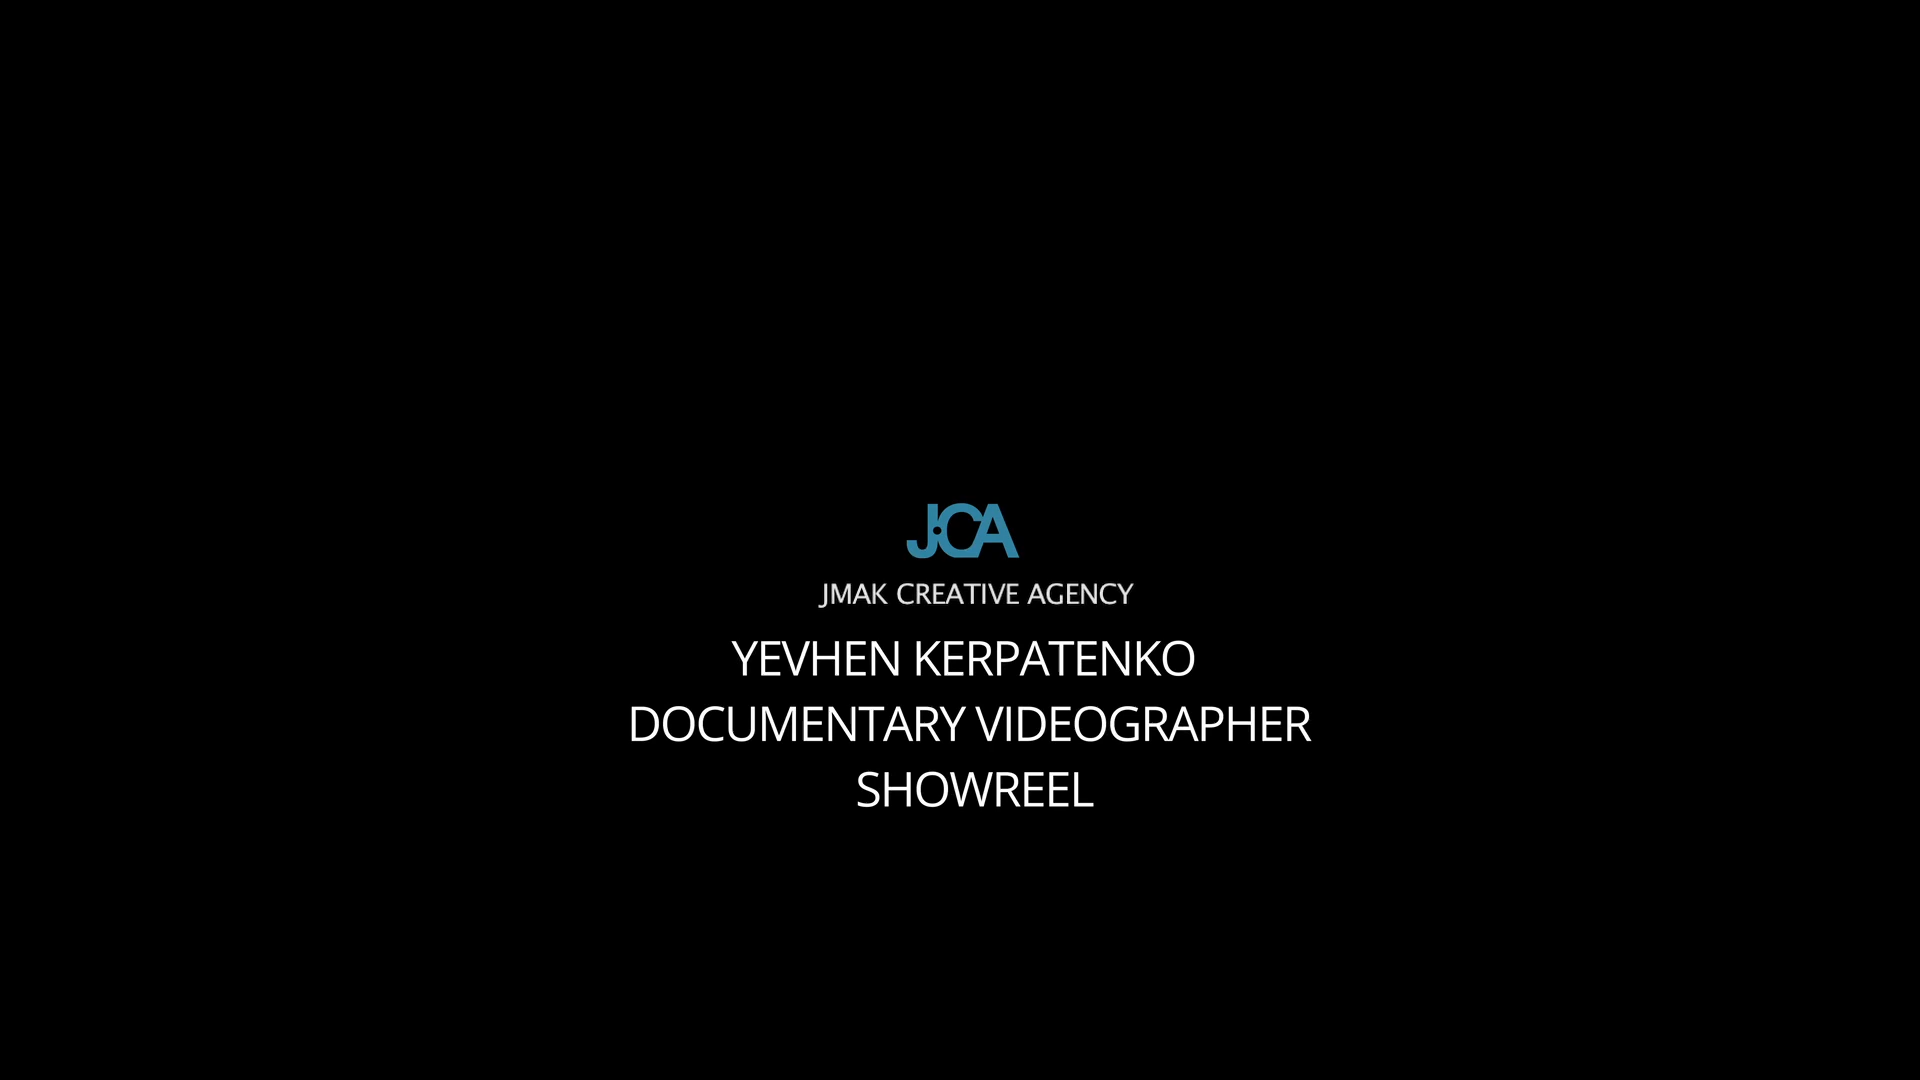 JCA
JMAK CREATIVE AGENCY
YEVHEN KERPATENKO
DOCUMENTARY VIDEOGRAPHER
SHOWREEL